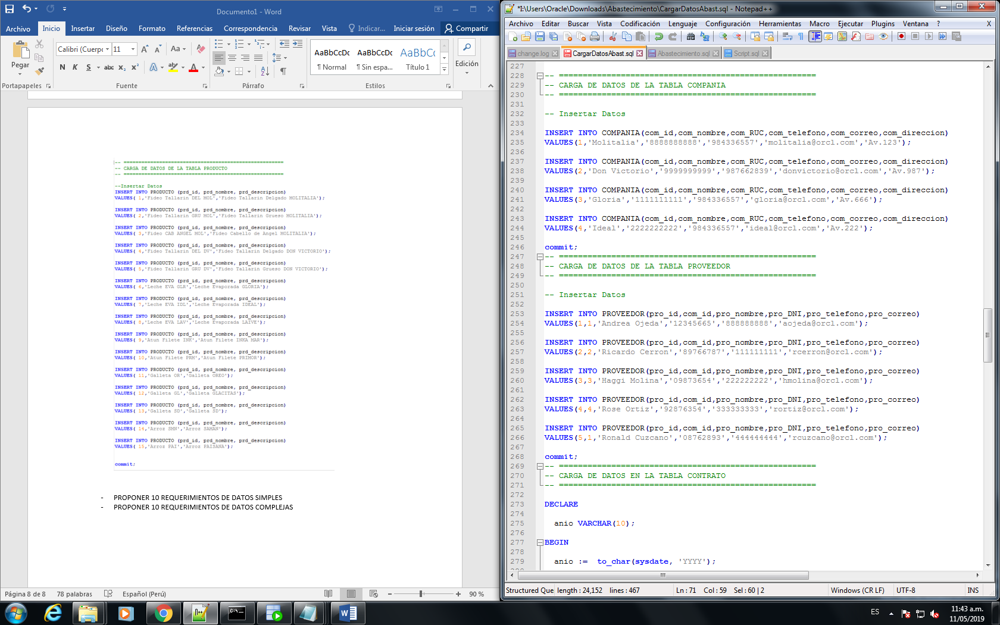 Documento1 - Word
Archivo Inicio Insertar Diseño Formato Referencias Correspondencia Revisar Vista Indicar... Iniciar sesión Compartir
Pegar
Calibri (Cuerpo 11
Aa
N K S abc x₂ x²
AaBbCcDc AaBbCcDc AaBbC
¶ Normal ¶ Sin espa... Título 1
Edición
Portapapeles Fuente Párrafo Estilos
-- CARGA DE DATOS DE LA TABLA PRODUCTO
--Insertar Datos
INSERT INTO PRODUCTO (prd_id, prd_nombre, prd_descripcion)
VALUES( 1,'Fideo Tallarin DEL MOL','Fideo Tallarin Delgado MOLITALIA');
INSERT INTO PRODUCTO (prd_id, prd_nombre, prd_descripcion)
VALUES( 2,'Fideo Tallarin GRU MOL','Fideo Tallarin Grueso MOLITALIA');
INSERT INTO PRODUCTO (prd_id, prd_nombre, prd_descripcion)
VALUES( 3,'Fideo CAB ANGEL MOL','Fideo Cabello de Angel MOLITALIA');
INSERT INTO PRODUCTO (prd_id, prd_nombre, prd_descripcion)
VALUES( 4,'Fideo Tallarin DEL DV','Fideo Tallarin Delgado DON VICTORIO');
INSERT INTO PRODUCTO (prd_id, prd_nombre, prd_descripcion)
VALUES( 5,'Fideo Tallarin GRU DV','Fideo Tallarin Grueso DON VICTORIO');
INSERT INTO PRODUCTO (prd_id, prd_nombre, prd_descripcion)
VALUES( 6,'Leche EVA GLR','Leche Evaporada GLORIA');
INSERT INTO PRODUCTO (prd_id, prd_nombre, prd_descripcion)
VALUES( 7,'Leche EVA IDL','Leche Evaporada IDEAL');
INSERT INTO PRODUCTO (prd_id, prd_nombre, prd_descripcion)
VALUES( 8,'Leche EVA LAV','Leche Evaporada LAIVE');
INSERT INTO PRODUCTO (prd_id, prd_nombre, prd_descripcion)
VALUES( 9,'Atun Filete INK','Atun Filete INKA MAR');
INSERT INTO PRODUCTO (prd_id, prd_nombre, prd_descripcion)
VALUES( 10,'Atun Filete PRM','Atun Filete PRIMOR');
INSERT INTO PRODUCTO (prd_id, prd_nombre, prd_descripcion)
VALUES( 11,'Galleta OR','Galleta OREO');
INSERT INTO PRODUCTO (prd_id, prd_nombre, prd_descripcion)
VALUES( 12,'Galleta GL','Galleta GLACITAS');
INSERT INTO PRODUCTO (prd_id, prd_nombre, prd_descripcion)
VALUES( 13,'Galleta SD','Galleta SD');
INSERT INTO PRODUCTO (prd_id, prd_nombre, prd_descripcion)
VALUES( 14,'Arroz SMN','Arroz SAMAN');
INSERT INTO PRODUCTO (prd_id, prd_nombre, prd_descripcion)
VALUES( 15,'Arroz PAI','Arroz PAISANA');
commit;
- PROPONER 10 REQUERIMIENTOS DE DATOS SIMPLES
- PROPONER 10 REQUERIMIENTOS DE DATOS COMPLEJAS
Página 8 de 8 78 palabras Español (Perú) 90 %
*I:\Users\Oracle\Downloads\Abastecimiento\CargarDatosAbast.sql - Notepad++
Archivo Editar Buscar Vista Codificación Lenguaje Configuración Herramientas Macro Ejecutar Plugins Ventana ? X
change.log CargarDatosAbast.sql Abastecimiento.sql Script.sql
227
228 -- ======================================================
229 -- CARGA DE DATOS DE LA TABLA COMPANIA
230 -- ======================================================
231
232 -- Insertar Datos
233
234 INSERT INTO COMPANIA(com_id,com_nombre,com_RUC,com_telefono,com_correo,com_direccion)
235 VALUES(1,'Molitalia','8888888888','984336557','molitalia@orcl.com','Av.123');
236
237 INSERT INTO COMPANIA(com_id,com_nombre,com_RUC,com_telefono,com_correo,com_direccion)
238 VALUES(2,'Don Victorio','9999999999','987662839','donvictorio@orcl.com','Av.987');
239
240 INSERT INTO COMPANIA(com_id,com_nombre,com_RUC,com_telefono,com_correo,com_direccion)
241 VALUES(3,'Gloria','1111111111','984336557','gloria@orcl.com','Av.666');
242
243 INSERT INTO COMPANIA(com_id,com_nombre,com_RUC,com_telefono,com_correo,com_direccion)
244 VALUES(4,'Ideal','2222222222','984336557','ideal@orcl.com','Av.222');
245
246 commit;
247 -- ======================================================
248 -- CARGA DE DATOS DE LA TABLA PROVEEDOR
249 -- ======================================================
250
251 -- Insertar Datos
252
253 INSERT INTO PROVEEDOR(pro_id,com_id,pro_nombre,pro_DNI,pro_telefono,pro_correo)
254 VALUES(1,1,'Andrea Ojeda','12345665','888888888','aojeda@orcl.com');
255
256 INSERT INTO PROVEEDOR(pro_id,com_id,pro_nombre,pro_DNI,pro_telefono,pro_correo)
257 VALUES(2,2,'Ricardo Cerron','89766787','111111111','rcerron@orcl.com');
258
259 INSERT INTO PROVEEDOR(pro_id,com_id,pro_nombre,pro_DNI,pro_telefono,pro_correo)
260 VALUES(3,3,'Haggi Molina','09873654','222222222','hmolina@orcl.com');
261
262 INSERT INTO PROVEEDOR(pro_id,com_id,pro_nombre,pro_DNI,pro_telefono,pro_correo)
263 VALUES(4,4,'Rose Ortiz','92876354','333333333','rortiz@orcl.com');
264
265 INSERT INTO PROVEEDOR(pro_id,com_id,pro_nombre,pro_DNI,pro_telefono,pro_correo)
266 VALUES(5,1,'Ronald Cuzcano','08762893','444444444','rcuzcano@orcl.com');
267
268 commit;
269 -- ======================================================
270 -- CARGA DE DATOS EN LA TABLA CONTRATO
271 -- ======================================================
272
273 DECLARE
274
275 anio VARCHAR(10);
276
277 BEGIN
278
279 anio := to_char(sysdate, 'YYYY');
Structured Que length : 24,152 lines : 467 Ln : 71 Col : 59 Sel : 60 | 2 Windows (CR LF) UTF-8 INS
ES
11:43 a.m.
11/05/2019